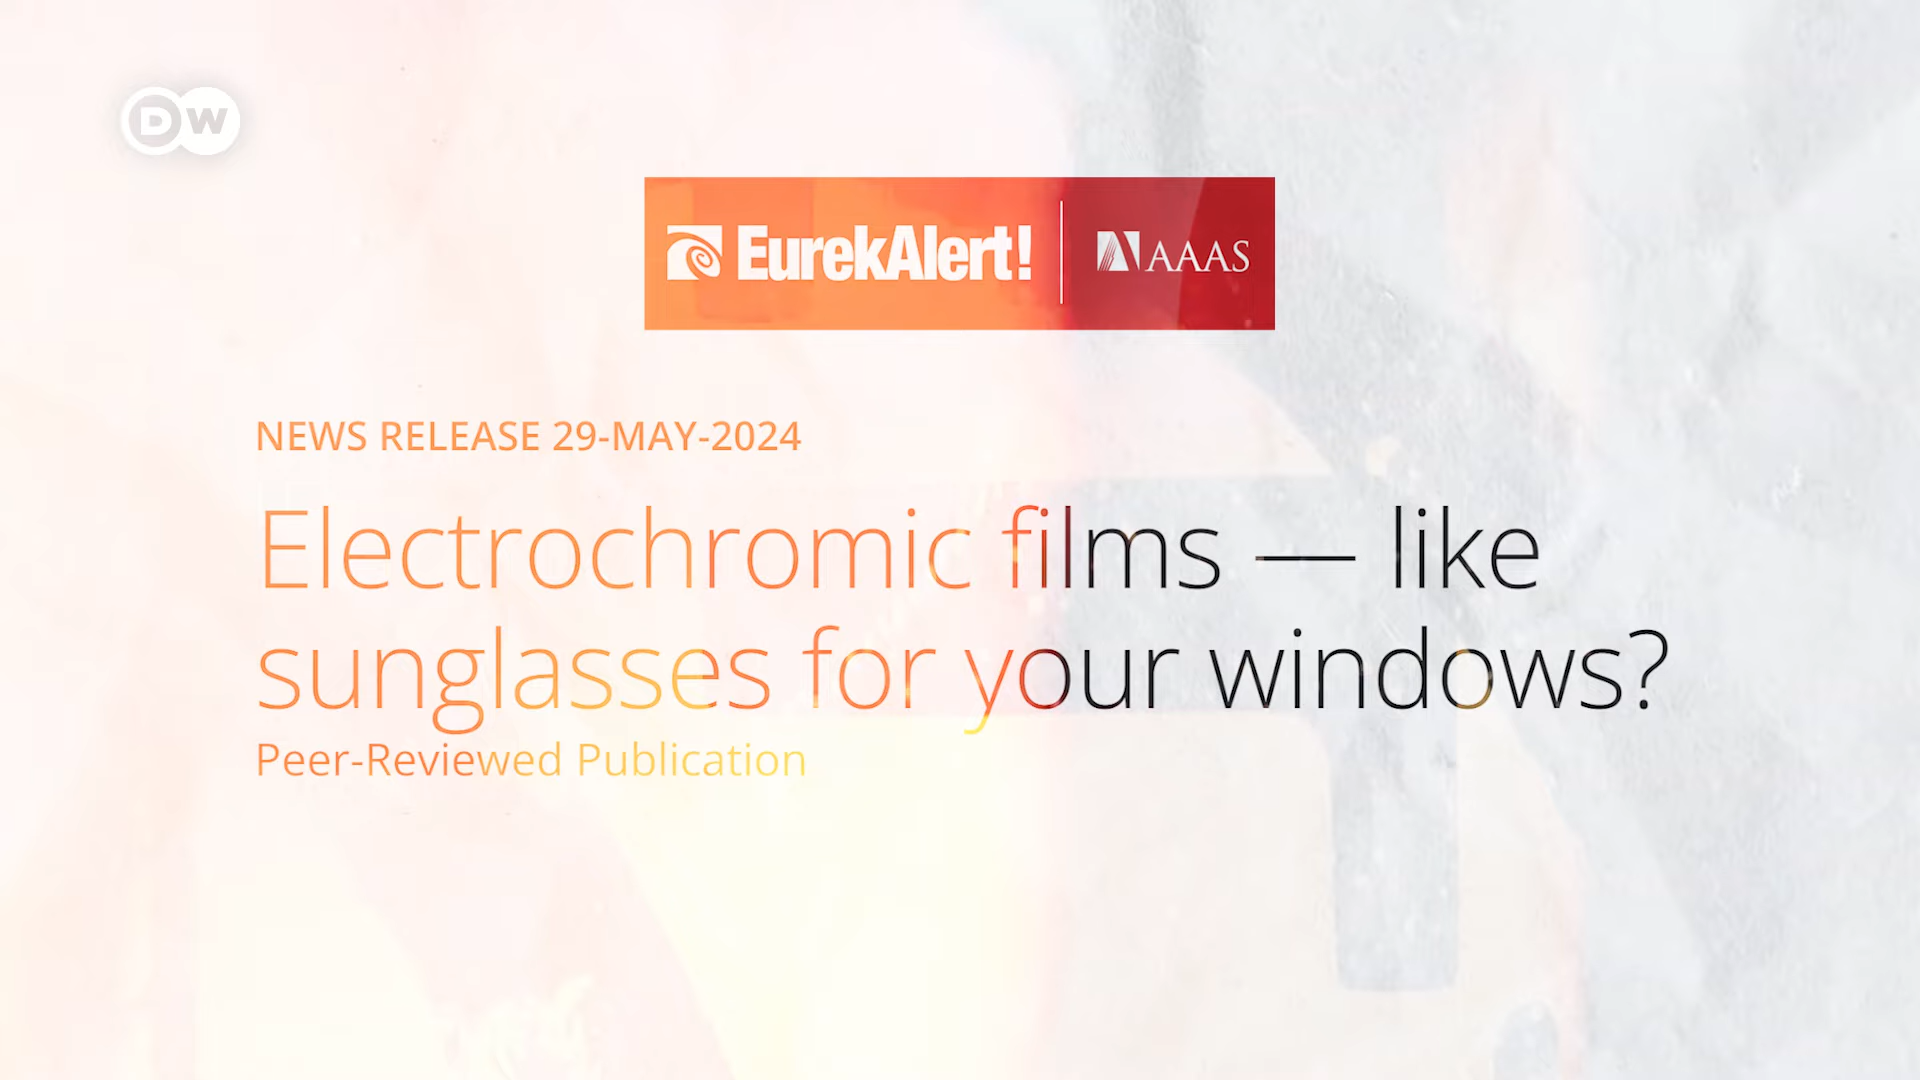 DW
EurekAlert! AAAS
NEWS RELEASE 29-MAY-2024
Electrochromic films — like
sunglasses for your windows?
Peer-Reviewed Publication